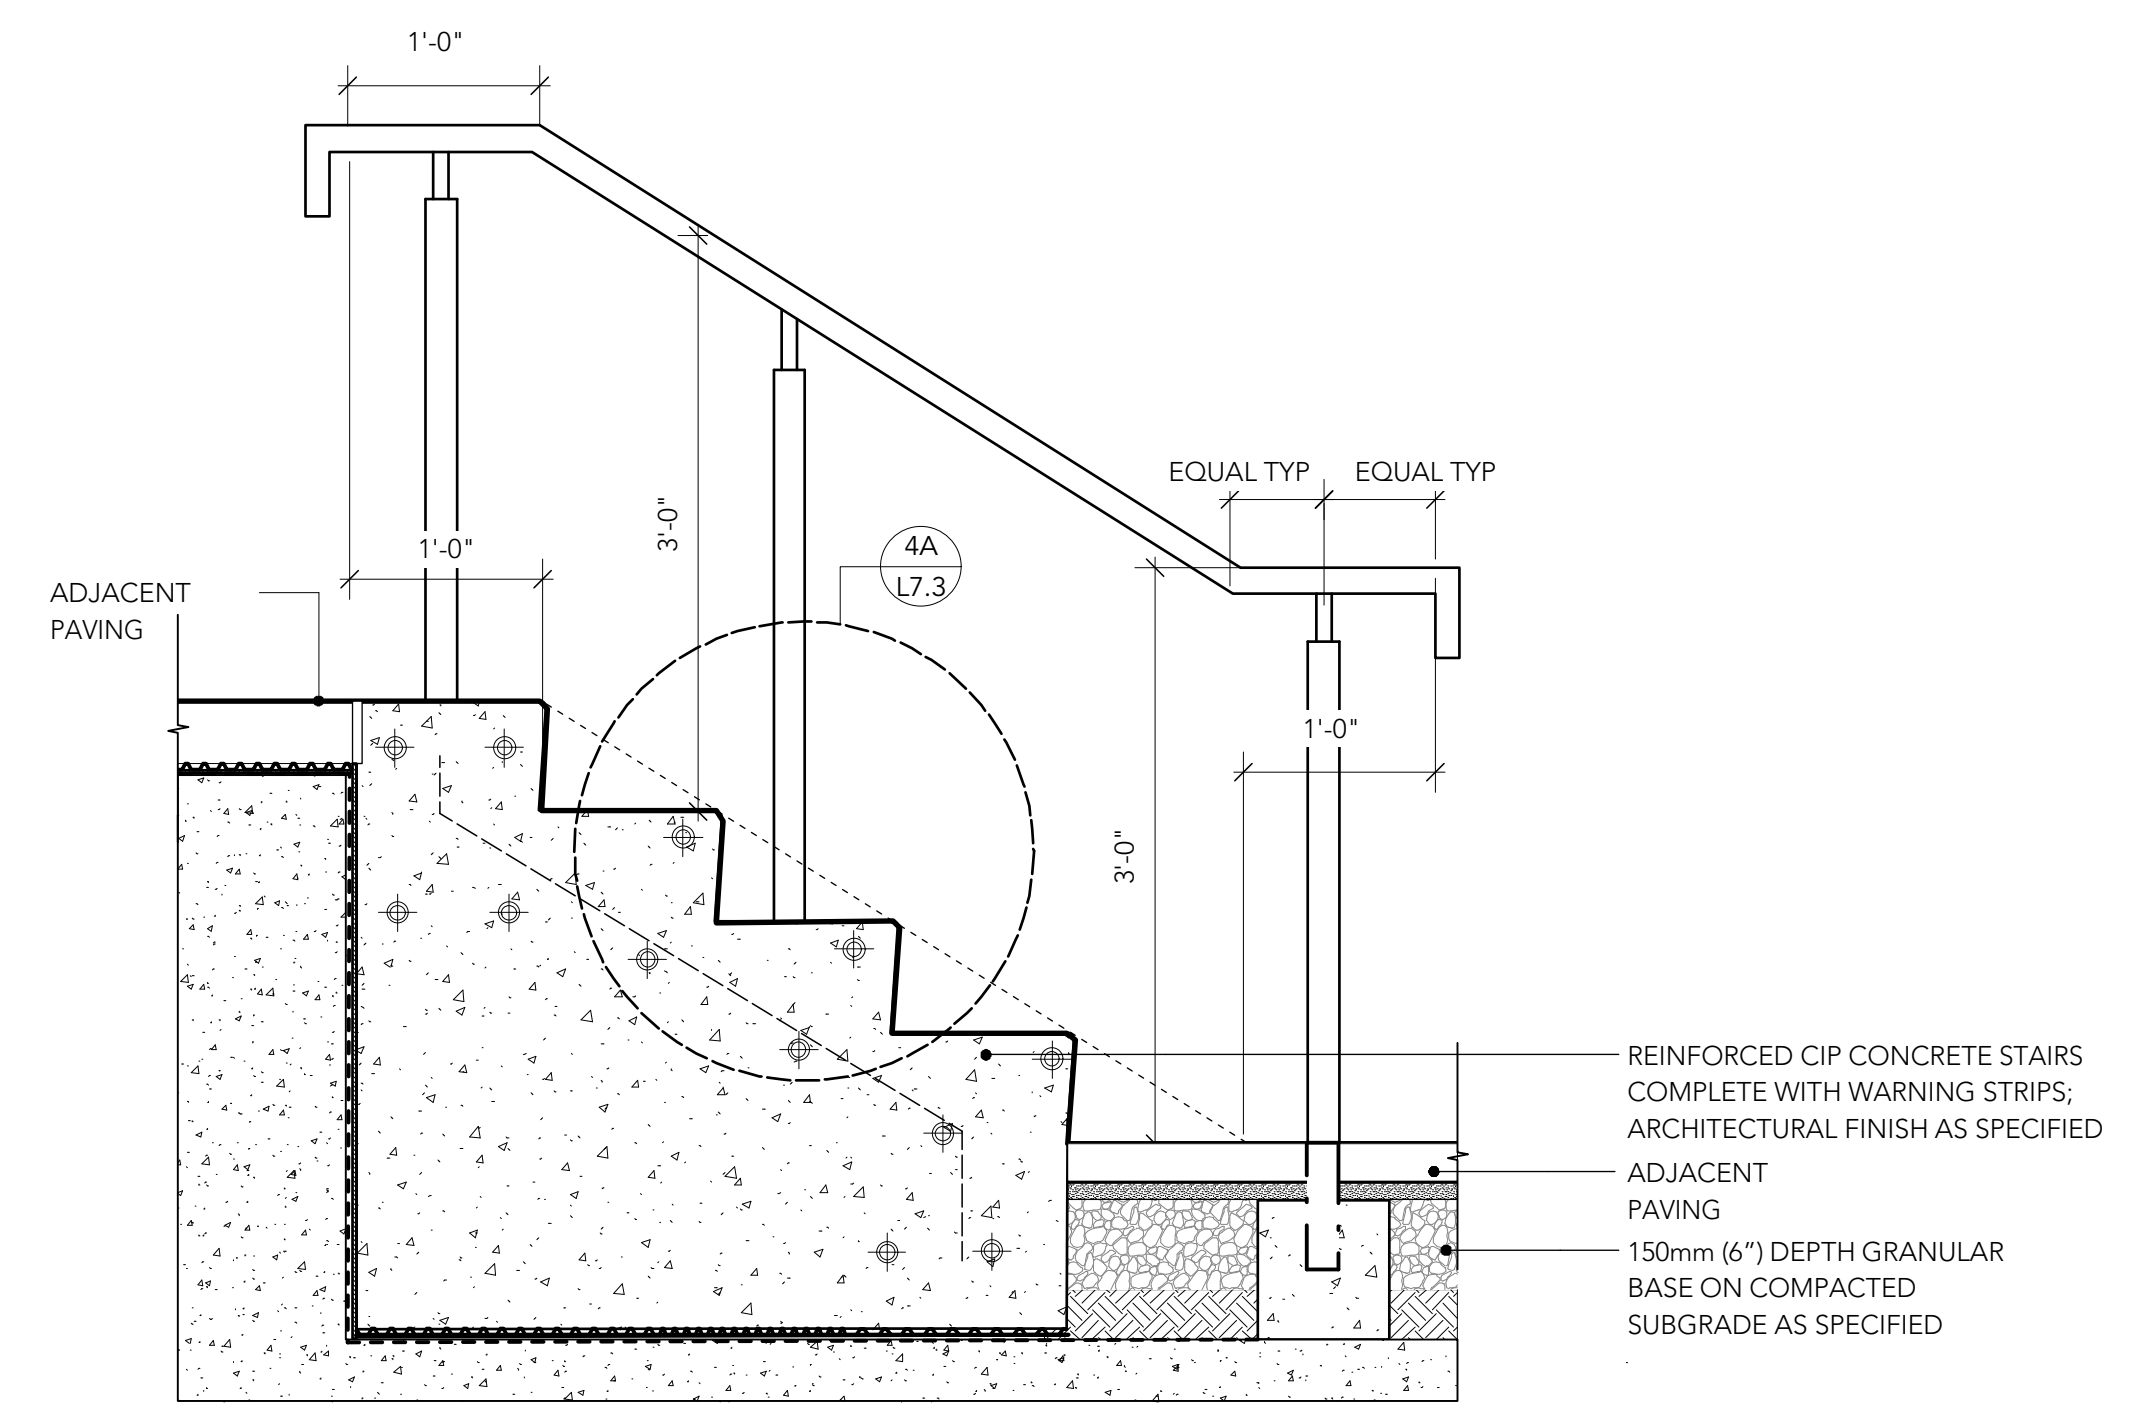 1'-0"
EQUAL TYP EQUAL TYP
3'-0"
1'-0"
4A
L7.3
ADJACENT
PAVING
1'-0"
3'-0"
REINFORCED CIP CONCRETE STAIRS
COMPLETE WITH WARNING STRIPS;
ARCHITECTURAL FINISH AS SPECIFIED
ADJACENT
PAVING
150mm (6”) DEPTH GRANULAR
BASE ON COMPACTED
SUBGRADE AS SPECIFIED